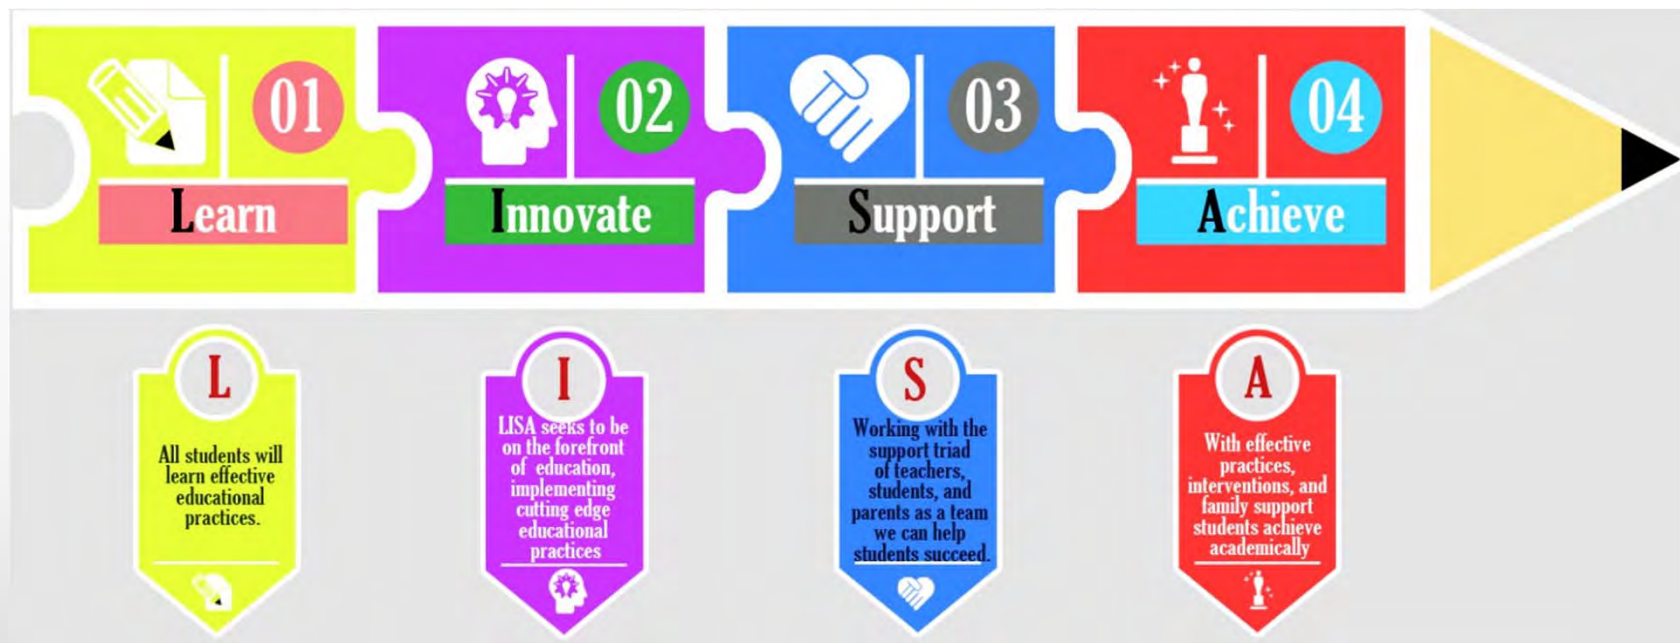 01
Learn
02
Innovate
03
Support
04
Achieve
L
All students will
learn effective
educational
practices.
I
LISA seeks to be
on the forefront
of education,
implementing
cutting edge
educational
practices
S
Working with the
support triad
of teachers,
students, and
parents as a team
we can help
students succeed.
A
With effective
practices,
interventions, and
family support
students achieve
academically